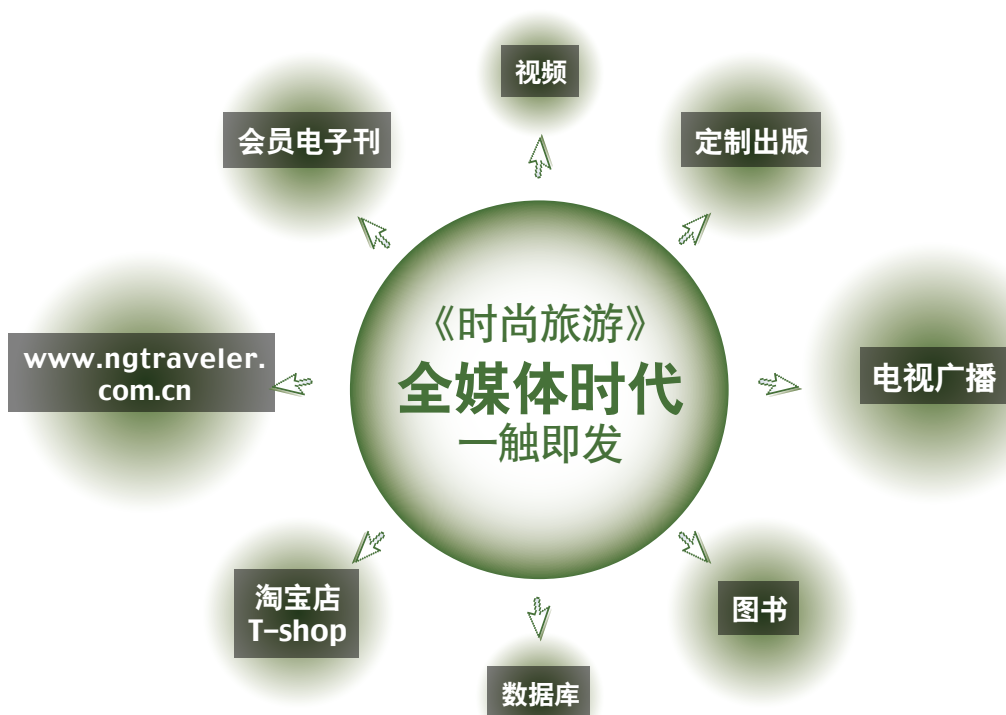 视频
会员电子刊
定制出版
《时尚旅游》
全媒体时代
一触即发
www.ngtraveler.
com.cn
电视广播
淘宝店
T-shop
图书
数据库